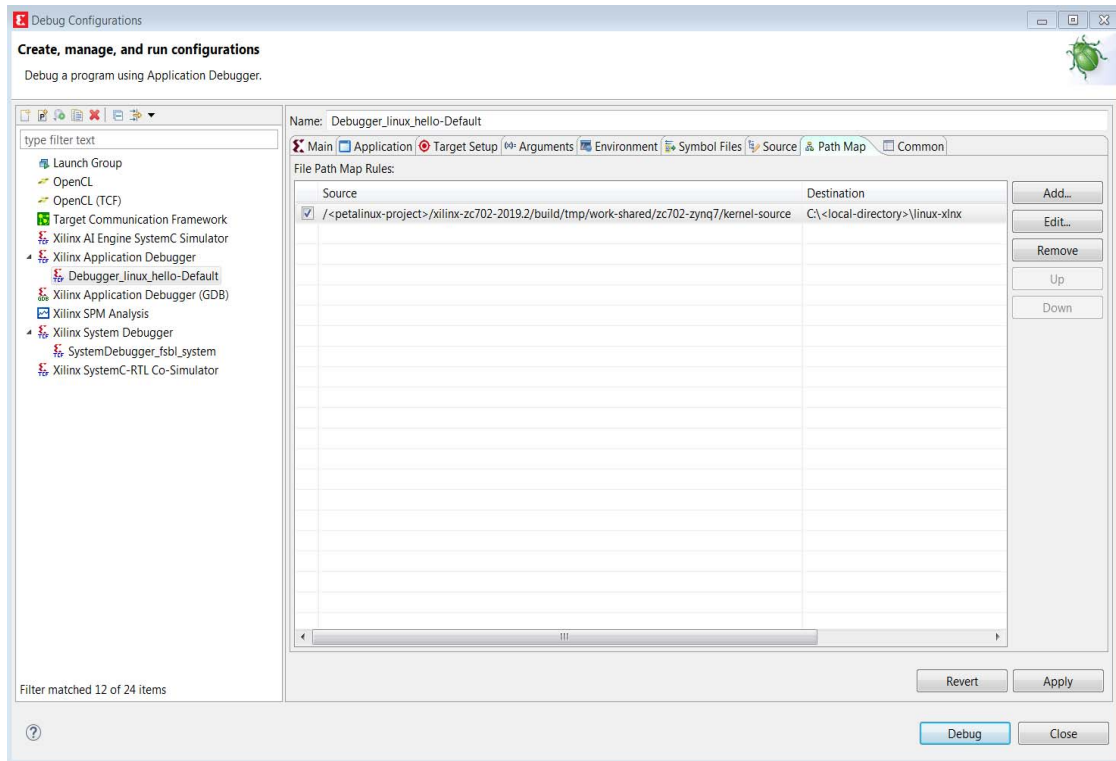 Debug Configurations
Create, manage, and run configurations
Debug a program using Application Debugger.
type filter text
Launch Group
OpenCL
OpenCL (TCF)
Target Communication Framework
Xilinx AI Engine SystemC Simulator
Xilinx Application Debugger
Debugger_linux_hello-Default
Xilinx Application Debugger (GDB)
Xilinx SPM Analysis
Xilinx System Debugger
SystemDebugger_fsbl_system
Xilinx SystemC-RTL Co-Simulator
Filter matched 12 of 24 items
Name: Debugger_linux_hello-Default
Main Application Target Setup Arguments Environment Symbol Files Source Path Map Common
File Path Map Rules:
Source Destination
/<petalinux-project>/xilinx-zc702-2019.2/build/tmp/work-shared/zc702-zynq7/kernel-source C:\<local-directory>\linux-xlnx
Add...
Edit...
Remove
Up
Down
Revert Apply
Debug Close